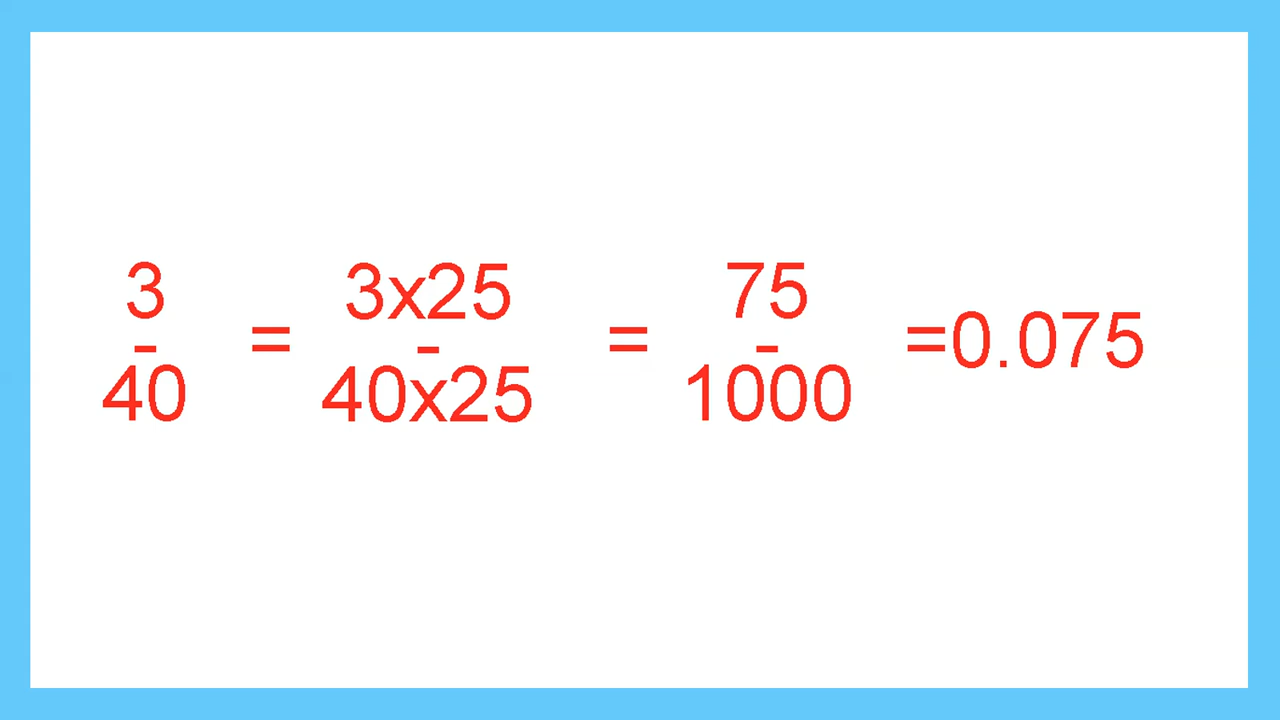 3 3x25 75
- = - = - =0.075
40 40x25 1000